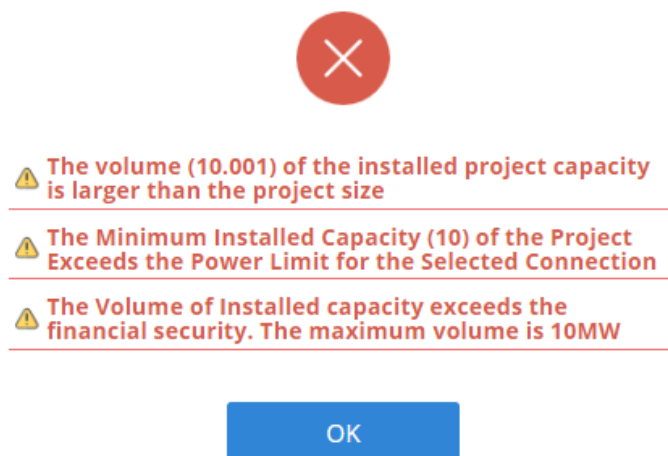 The volume (10.001) of the installed project capacity
is larger than the project size
The Minimum Installed Capacity (10) of the Project
Exceeds the Power Limit for the Selected Connection
The Volume of Installed capacity exceeds the
financial security. The maximum volume is 10MW
OK